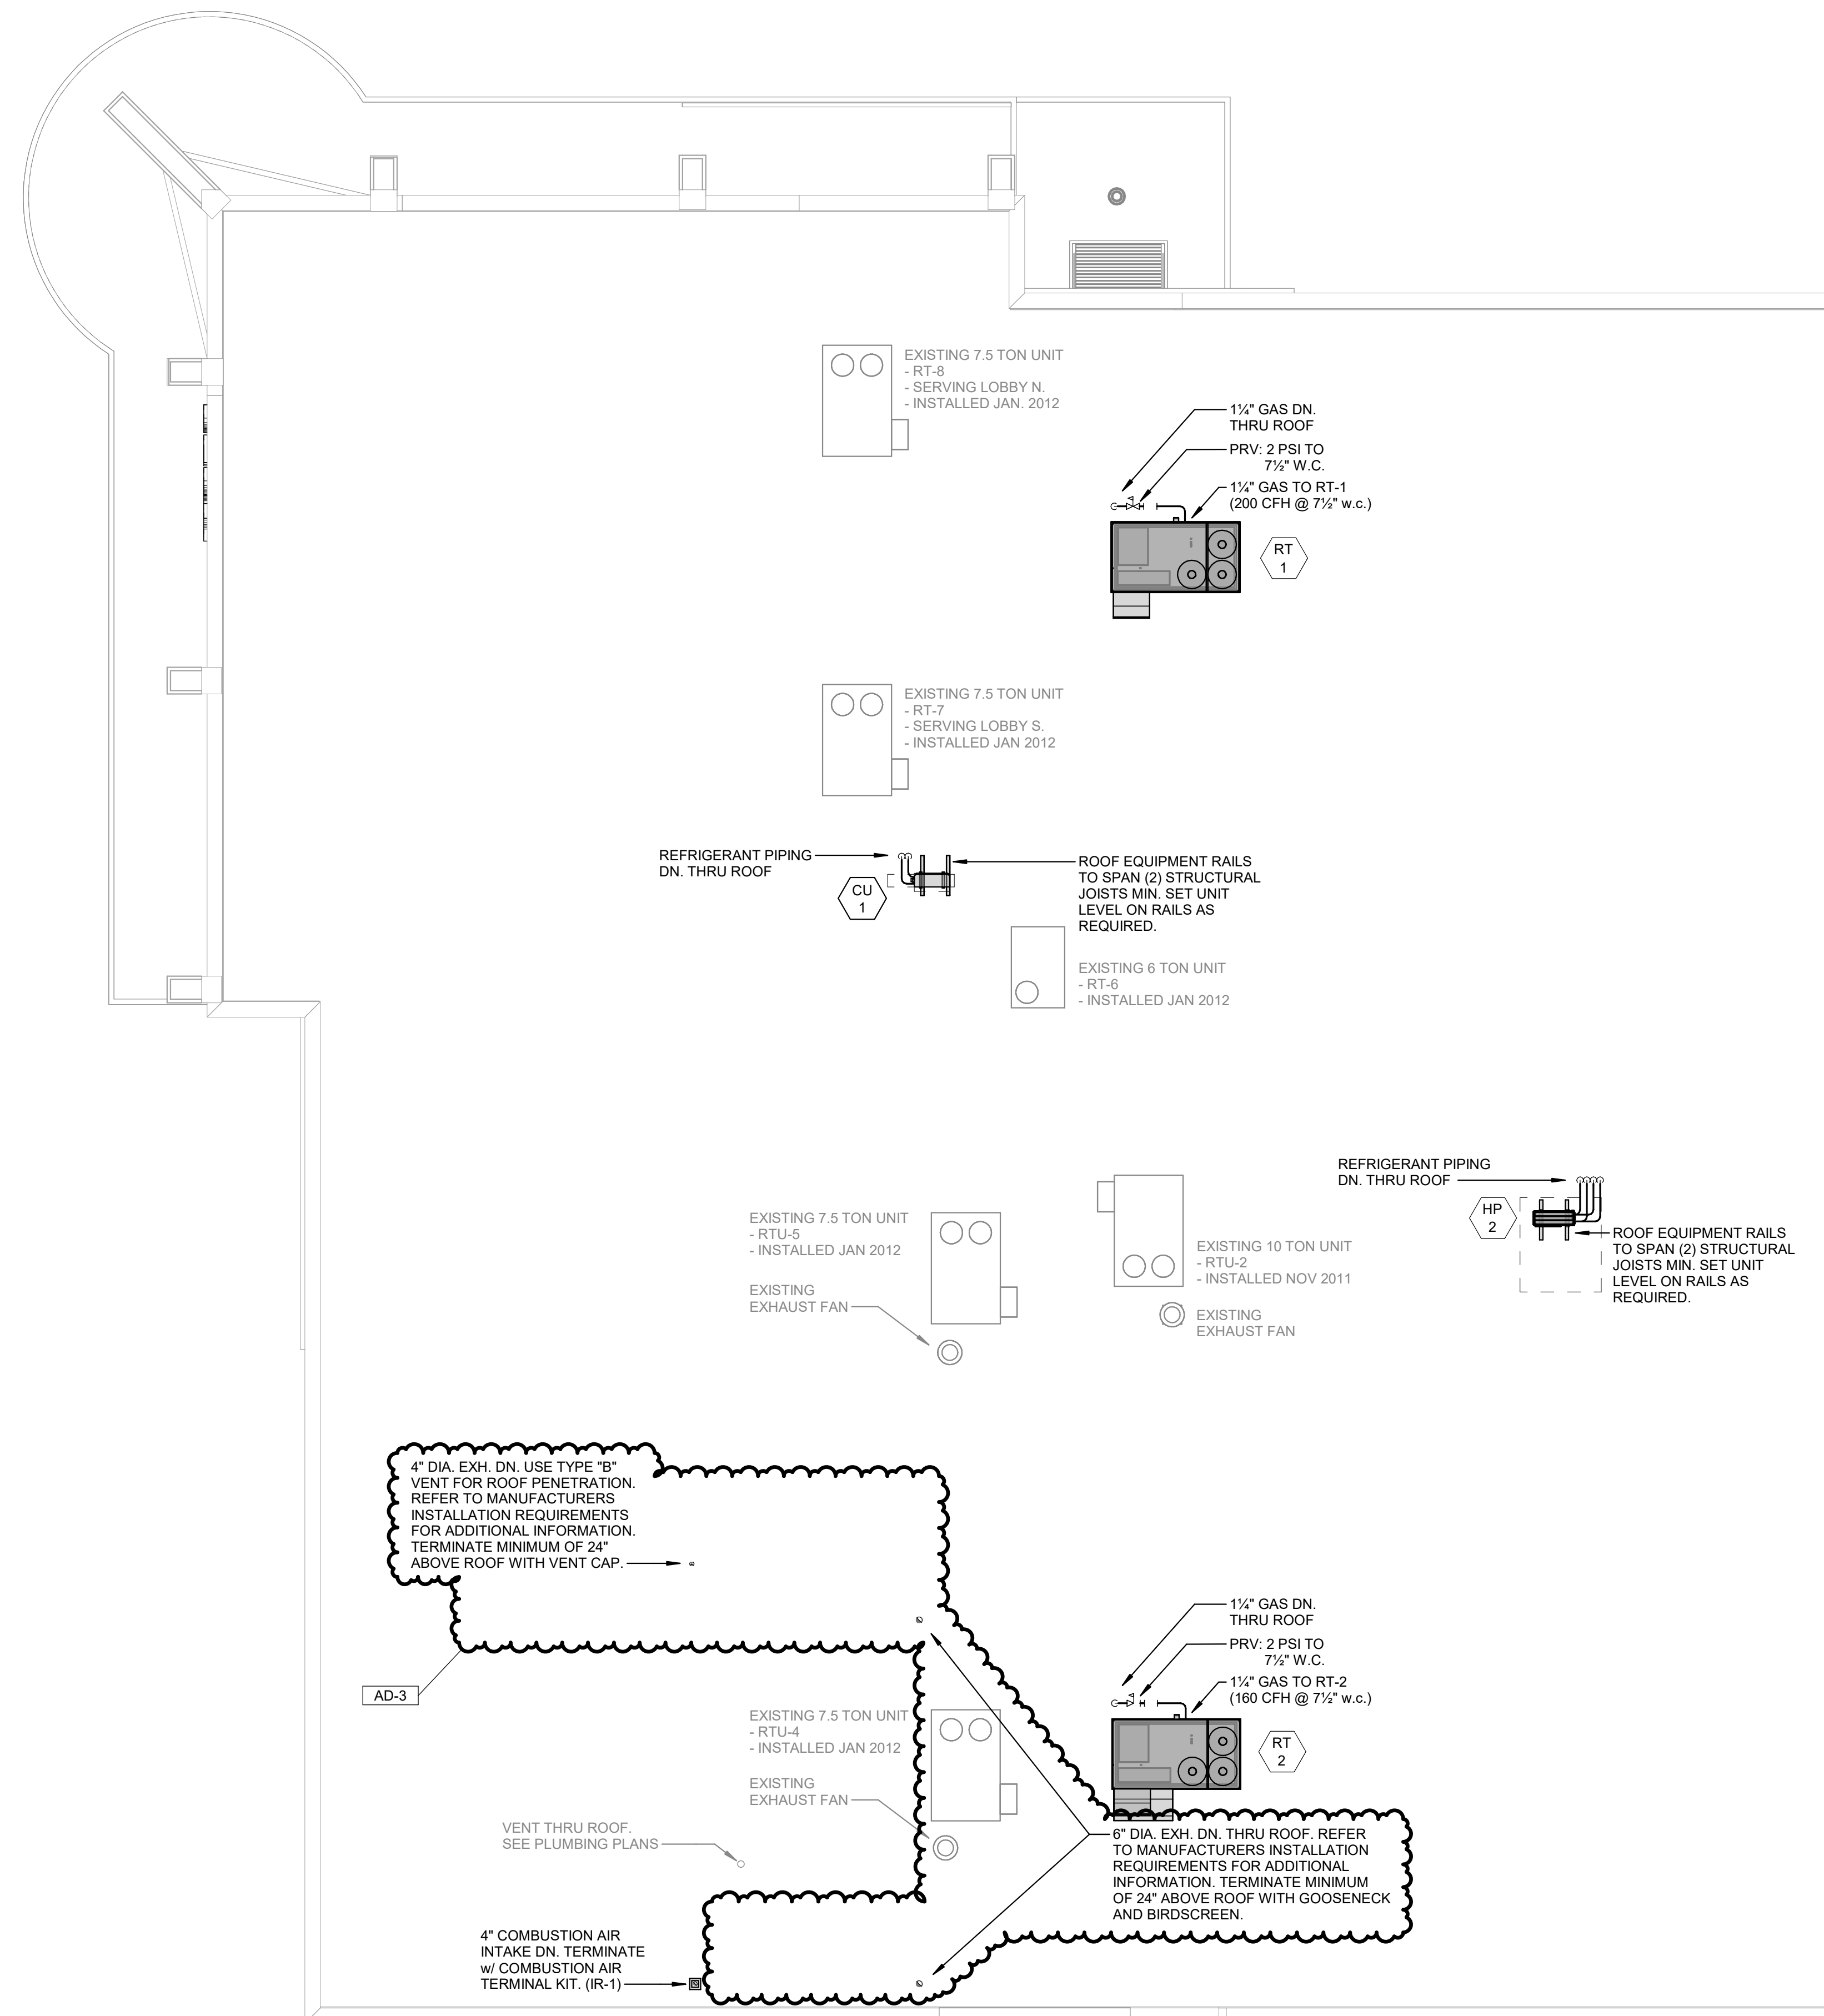 EXISTING 7.5 TON UNIT
- RT-8
- SERVING LOBBY N.
- INSTALLED JAN. 2012
1¼" GAS DN.
THRU ROOF
PRV: 2 PSI TO
7½" W.C.
1¼" GAS TO RT-1
(200 CFH @ 7½" w.c.)
RT
1
EXISTING 7.5 TON UNIT
- RT-7
- SERVING LOBBY S.
- INSTALLED JAN 2012
REFRIGERANT PIPING
DN. THRU ROOF
CU
1
ROOF EQUIPMENT RAILS
TO SPAN (2) STRUCTURAL
JOISTS MIN. SET UNIT
LEVEL ON RAILS AS
REQUIRED.
EXISTING 6 TON UNIT
- RT-6
- INSTALLED JAN 2012
REFRIGERANT PIPING
DN. THRU ROOF
HP
2
ROOF EQUIPMENT RAILS
TO SPAN (2) STRUCTURAL
JOISTS MIN. SET UNIT
LEVEL ON RAILS AS
REQUIRED.
EXISTING 7.5 TON UNIT
- RTU-5
- INSTALLED JAN 2012
EXISTING
EXHAUST FAN
EXISTING 10 TON UNIT
- RTU-2
- INSTALLED NOV 2011
EXISTING
EXHAUST FAN
4" DIA. EXH. DN. USE TYPE "B"
VENT FOR ROOF PENETRATION.
REFER TO MANUFACTURERS
INSTALLATION REQUIREMENTS
FOR ADDITIONAL INFORMATION.
TERMINATE MINIMUM OF 24"
ABOVE ROOF WITH VENT CAP.
AD-3
1¼" GAS DN.
THRU ROOF
PRV: 2 PSI TO
7½" W.C.
1¼" GAS TO RT-2
(160 CFH @ 7½" w.c.)
RT
2
EXISTING 7.5 TON UNIT
- RTU-4
- INSTALLED JAN 2012
EXISTING
EXHAUST FAN
VENT THRU ROOF.
SEE PLUMBING PLANS
6" DIA. EXH. DN. THRU ROOF. REFER
TO MANUFACTURERS INSTALLATION
REQUIREMENTS FOR ADDITIONAL
INFORMATION. TERMINATE MINIMUM
OF 24" ABOVE ROOF WITH GOOSENECK
AND BIRDSCREEN.
4" COMBUSTION AIR
INTAKE DN. TERMINATE
w/ COMBUSTION AIR
TERMINAL KIT. (IR-1)